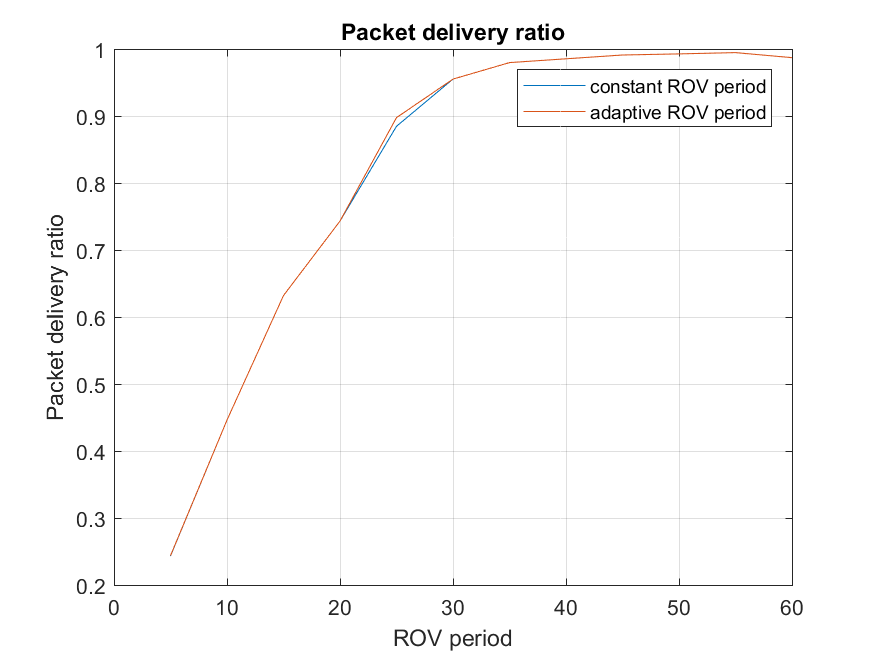 Packet delivery ratio
1
0.9
0.8
0.7
0.6
0.5
0.4
0.3
0.2
Packet delivery ratio
constant ROV period
adaptive ROV period
0 10 20 30 40 50 60
ROV period